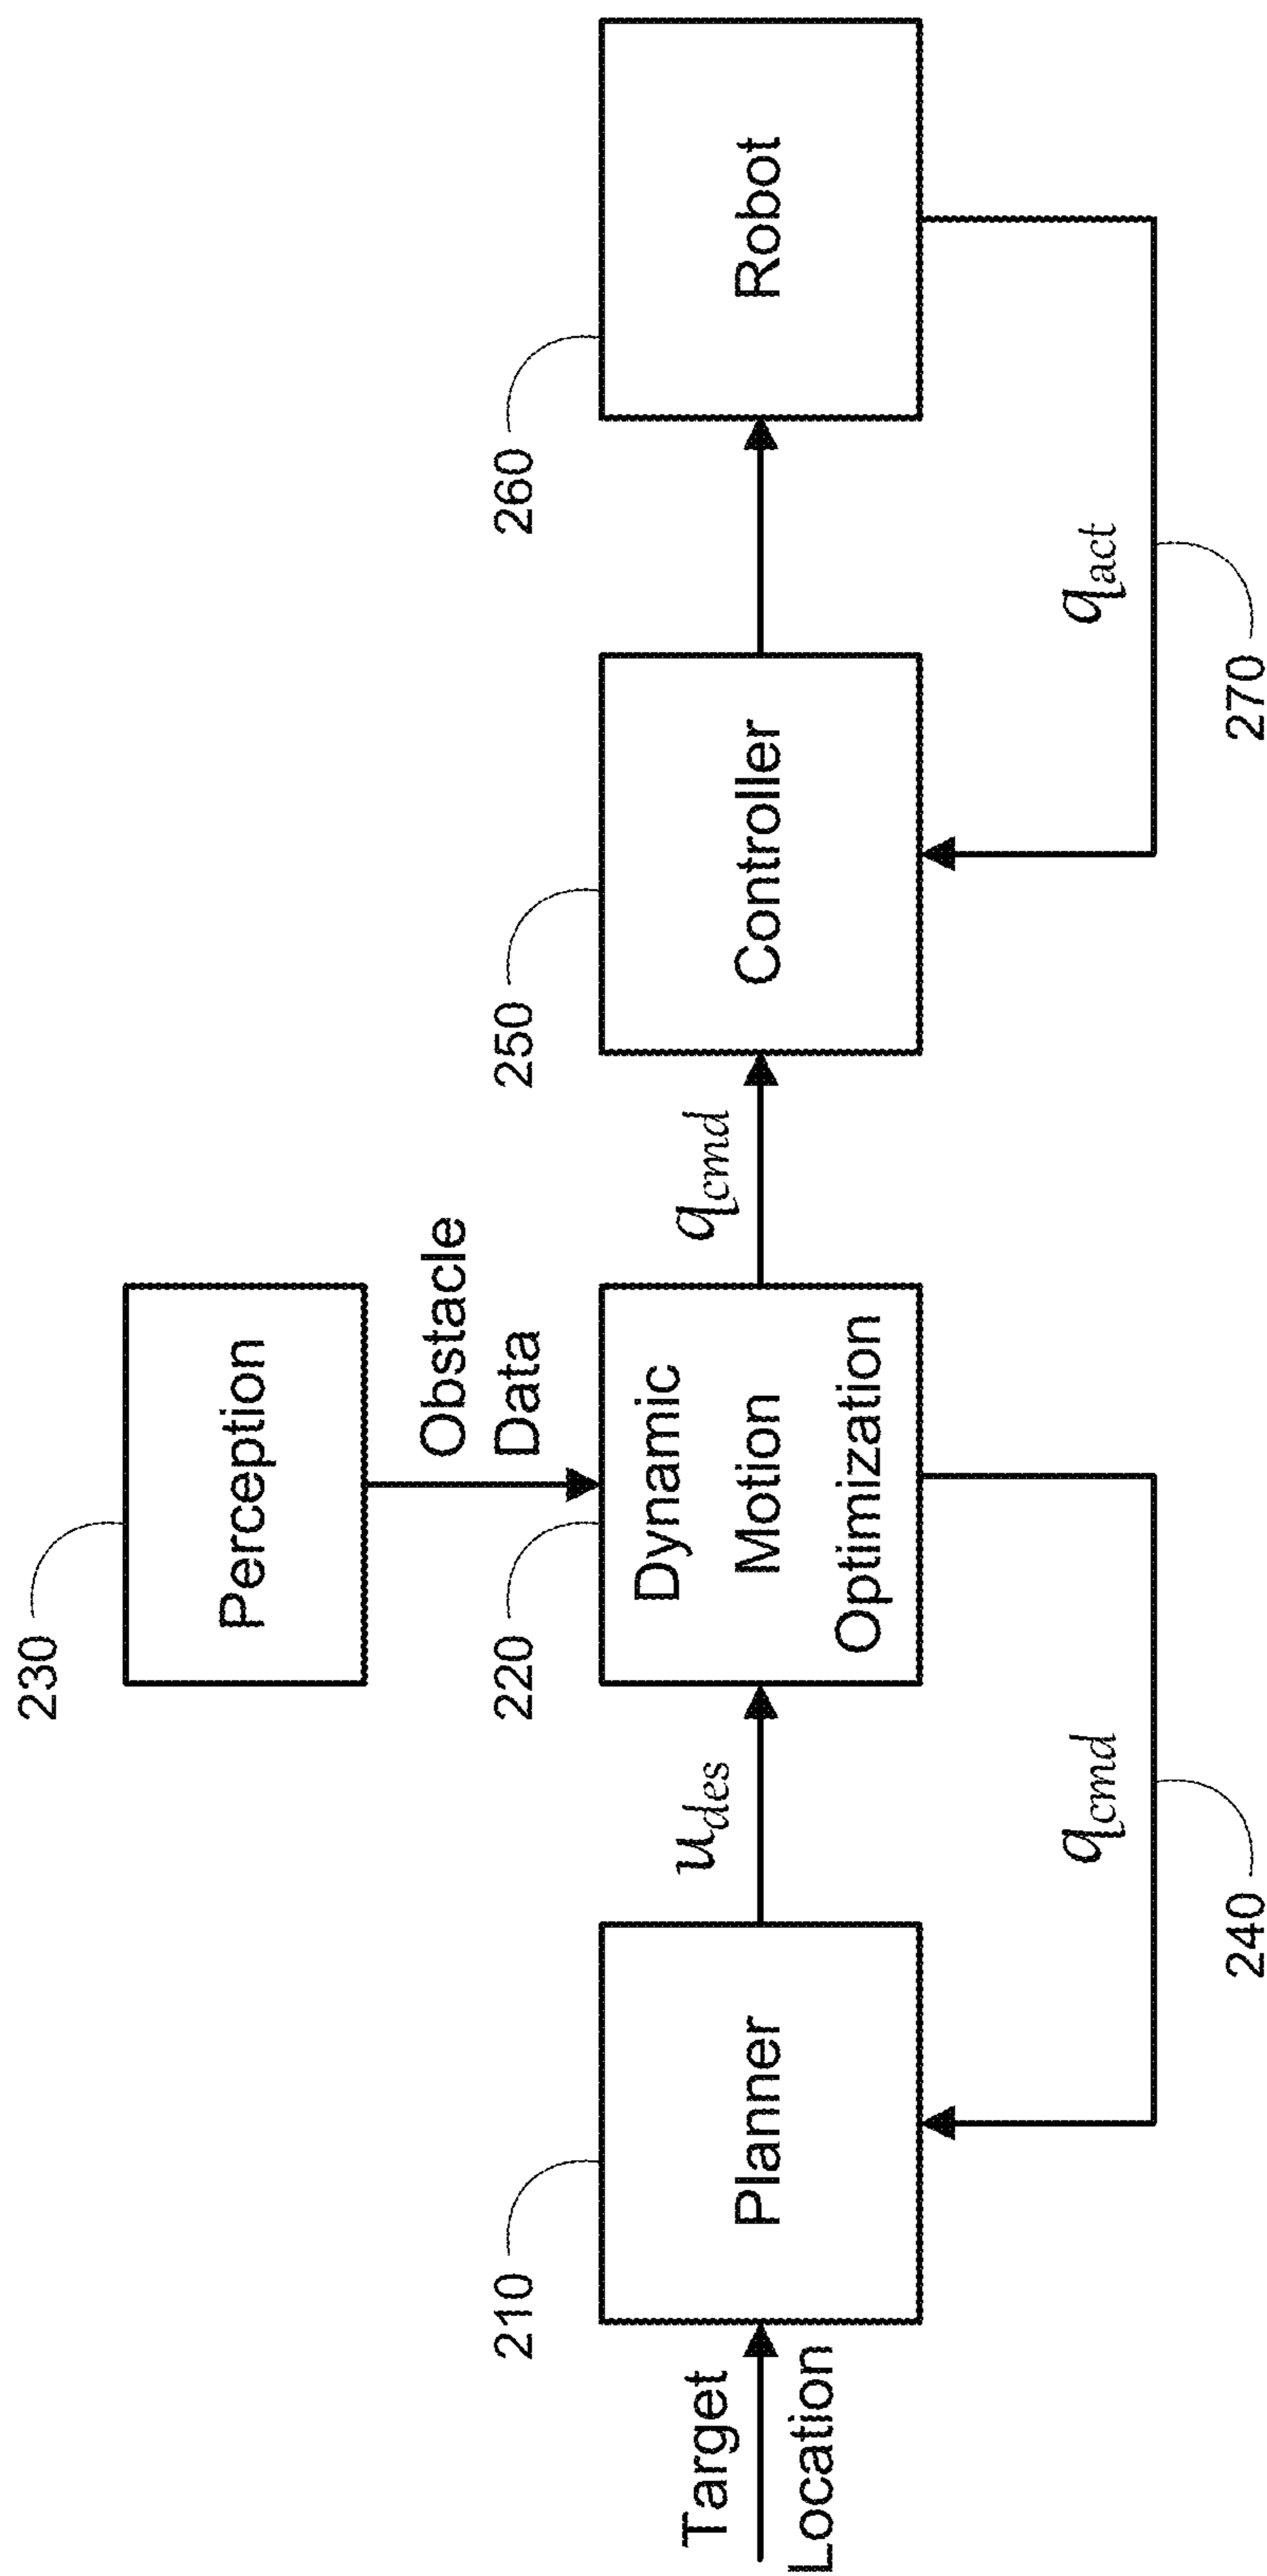 230
Perception
Obstacle
Data
210
220
250
260
Target
Location
Planner
u_des
Dynamic
Motion
Optimization
q_cmd
Controller
Robot
q_cmd
240
q_act
270